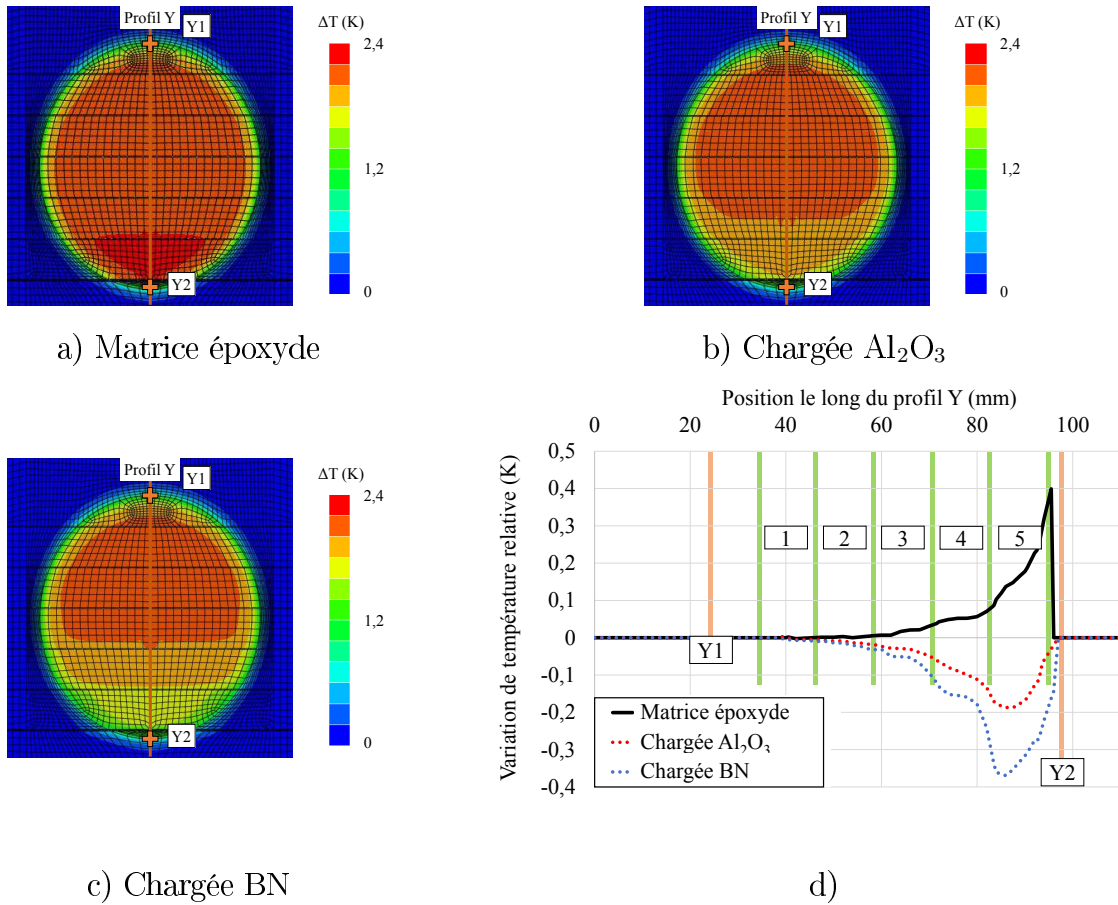 Profil Y
Y1
ΔT (K)
2,4
1,2
0
Y2
a) Matrice époxyde
Profil Y
Y1
ΔT (K)
2,4
1,2
0
Y2
b) Chargée Al₂O₃
Profil Y
Y1
ΔT (K)
2,4
1,2
0
Y2
c) Chargée BN
Position le long du profil Y (mm)
0 20 40 60 80 100
Variation de température relative (K)
0,5
0,4
0,3
0,2
0,1
0
-0,1
-0,2
-0,3
-0,4
1 2 3 4 5
Y1
Y2
Matrice époxyde
Chargée Al₂O₃
Chargée BN
d)